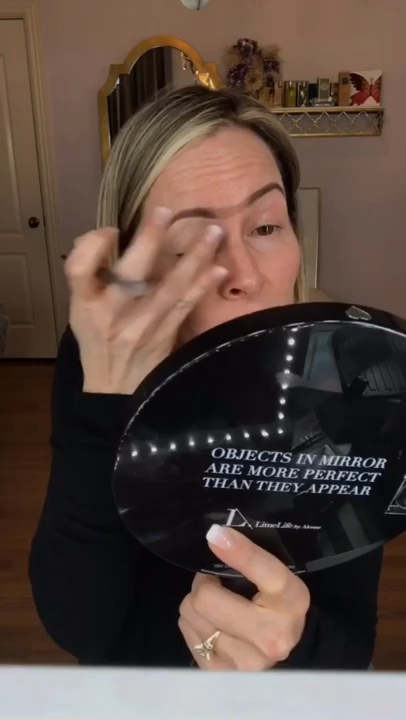 OBJECTS IN MIRROR
ARE MORE PERFECT
THAN THEY APPEAR
L LimeLife by Alcone